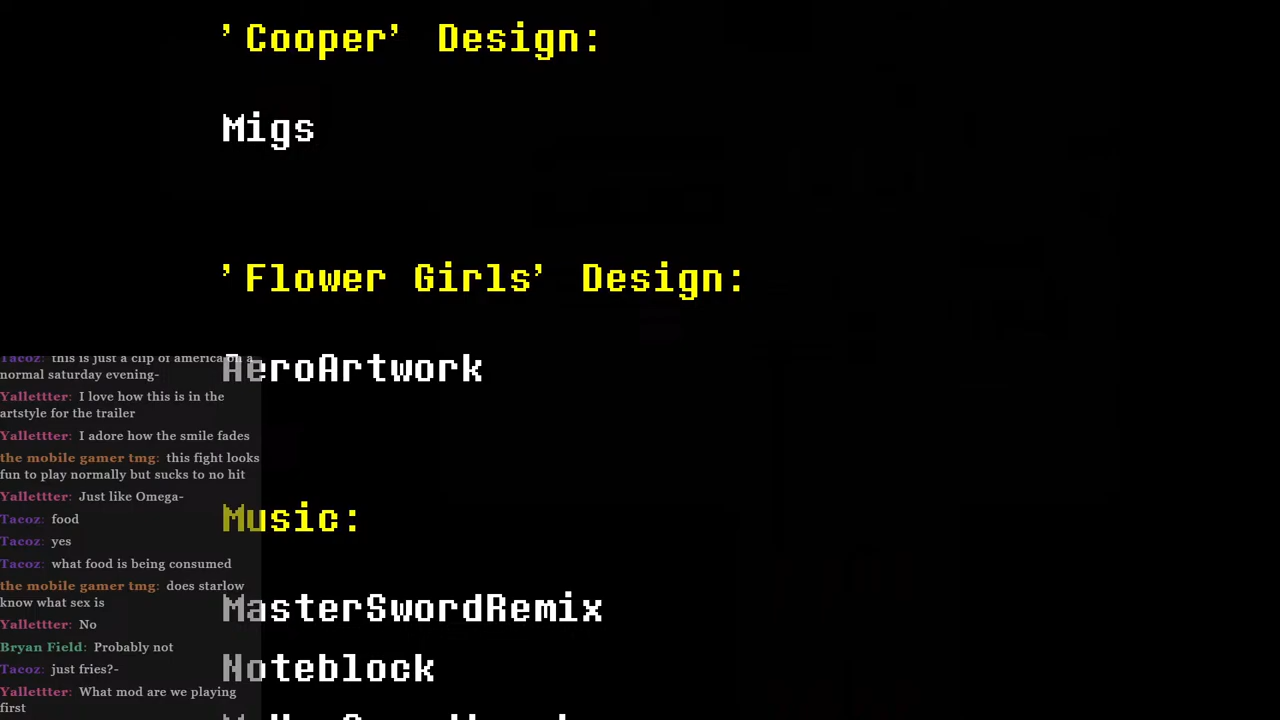 'Cooper' Design:
Migs
'Flower Girls' Design:
AeroArtwork
Music:
MasterSwordRemix
Noteblock
Tacoz: this is just a clip of america on a
normal saturday evening-
Yallettter: I love how this is in the
artstyle for the trailer
Yallettter: I adore how the smile fades
the mobile gamer tmg: this fight looks
fun to play normally but sucks to no hit
Yallettter: Just like Omega-
Tacoz: food
Tacoz: yes
Tacoz: what food is being consumed
the mobile gamer tmg: does starlow
know what sex is
Yallettter: No
Bryan Field: Probably not
Tacoz: just fries?-
Yallettter: What mod are we playing
first